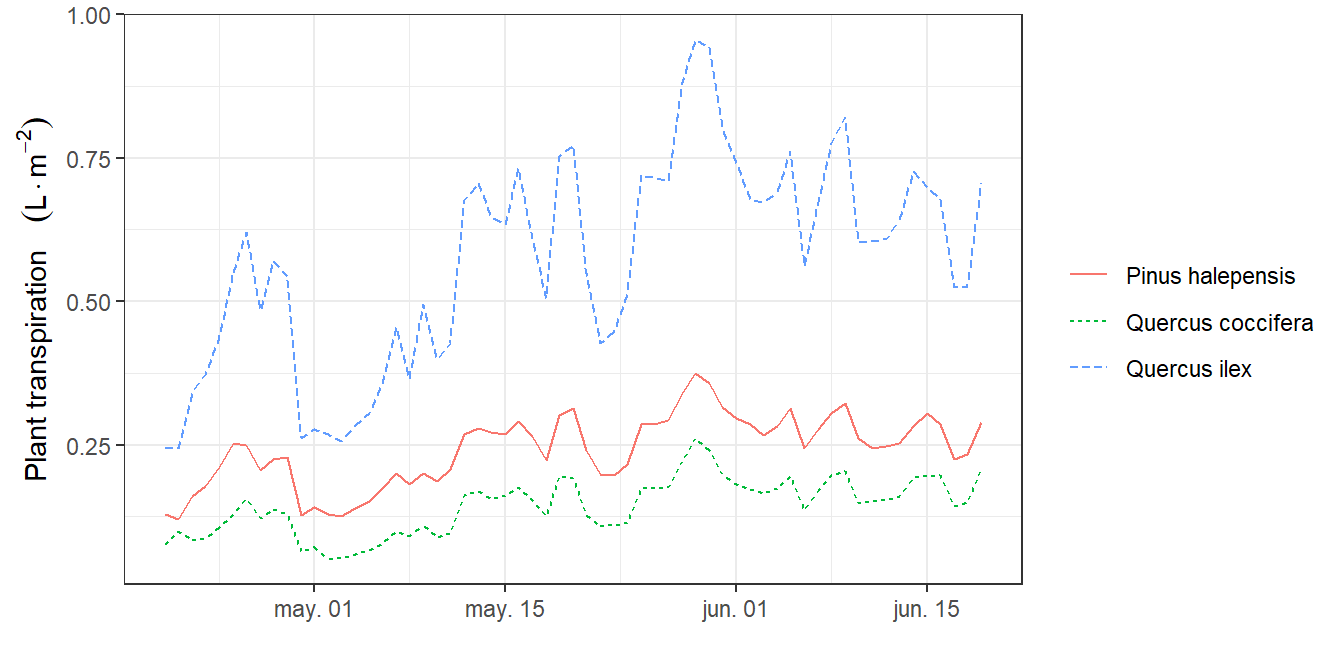 1.00
0.75
0.50
0.25
Plant transpiration (L · m⁻²)
may. 01 may. 15 jun. 01 jun. 15
Pinus halepensis
Quercus coccifera
Quercus ilex